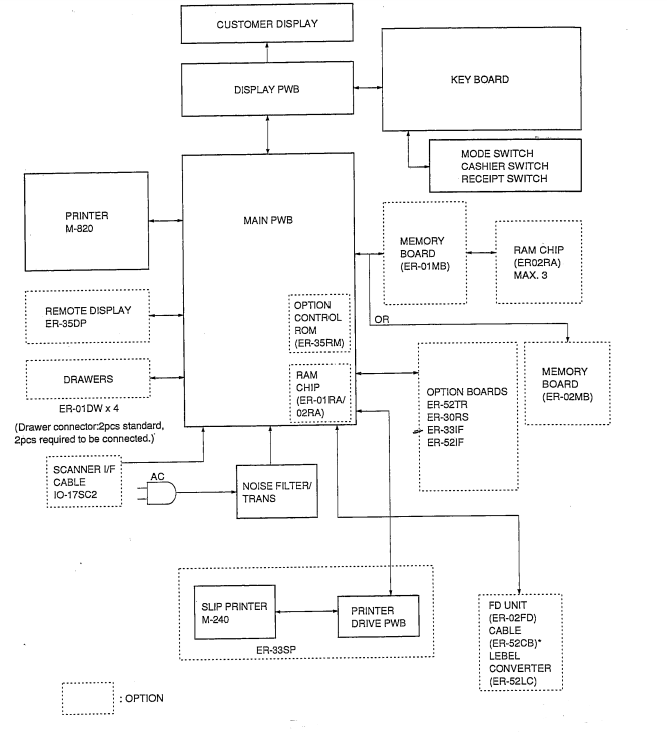 CUSTOMER DISPLAY
DISPLAY PWB
KEY BOARD
MODE SWITCH
CASHIER SWITCH
RECEIPT SWITCH
PRINTER
M-820
MAIN PWB
MEMORY
BOARD
(ER-01MB)
RAM CHIP
(ER02RA)
MAX. 3
REMOTE DISPLAY
ER-35DP
OPTION
CONTROL
ROM
(ER-35RM)
OR
DRAWERS
ER-01DW x 4
(Drawer connector:2pcs standard,
2pcs required to be connected.)
RAM
CHIP
(ER-01RA/
02RA)
OPTION BOARDS
ER-52TR
ER-30RS
ER-33IF
ER-52IF
MEMORY
BOARD
(ER-02MB)
SCANNER I/F
CABLE
IO-17SC2
AC
NOISE FILTER/
TRANS
SLIP PRINTER
M-240
PRINTER
DRIVE PWB
ER-33SP
FD UNIT
(ER-02FD)
CABLE
(ER-52CB)*
LEBEL
CONVERTER
(ER-52LC)
: OPTION